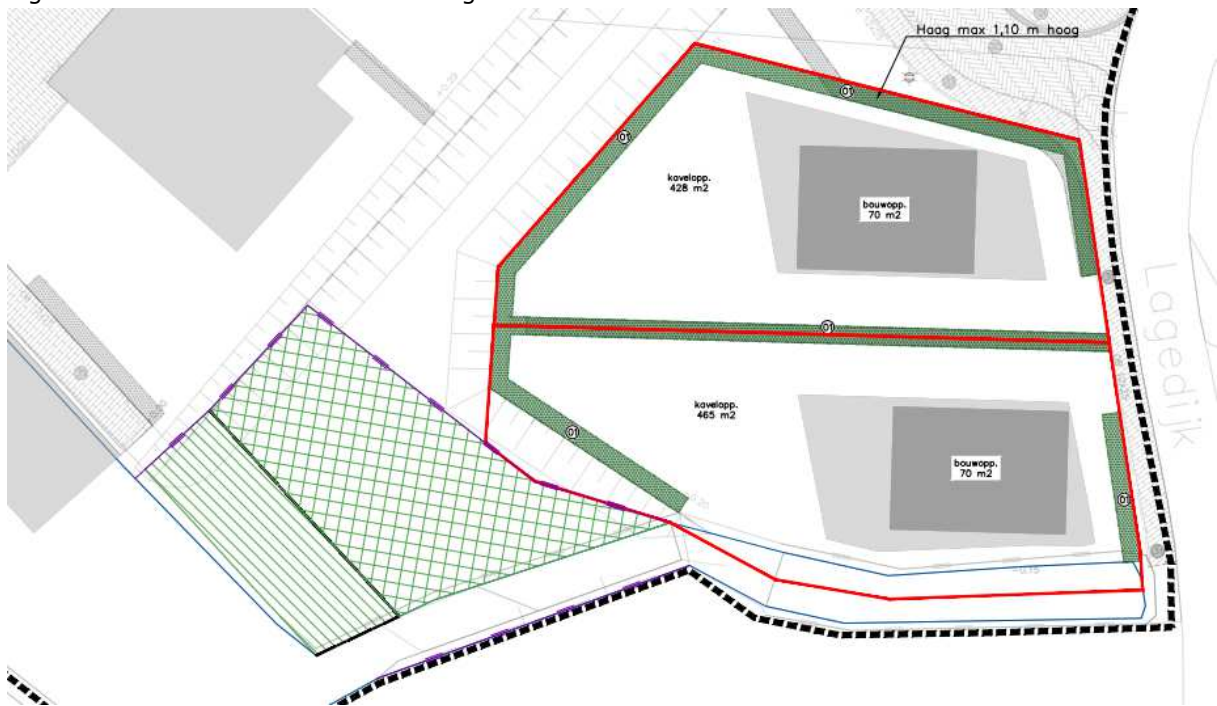 Haag max 1,10 m hoog
01
01
kavelopp.
428 m2
bouwopp.
70 m2
Lagedijk
01
kavelopp.
465 m2
01
bouwopp.
70 m2
01